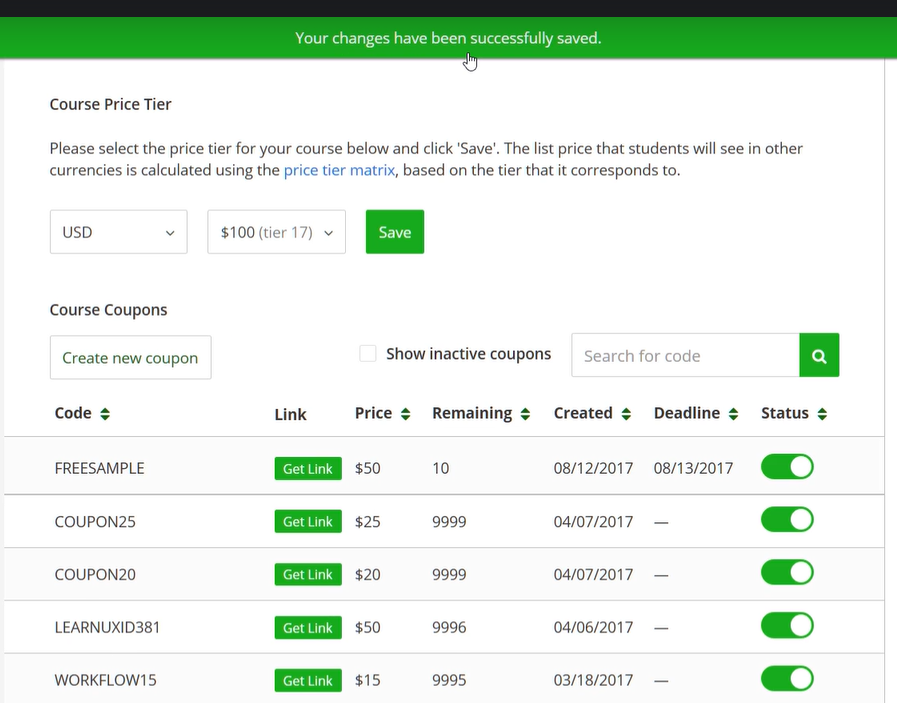 Your changes have been successfully saved.
Course Price Tier
Please select the price tier for your course below and click 'Save'. The list price that students will see in other
currencies is calculated using the price tier matrix, based on the tier that it corresponds to.
USD $100 (tier 17) Save
Course Coupons
Create new coupon Show inactive coupons Search for code
Code Link Price Remaining Created Deadline Status
FREESAMPLE Get Link $50 10 08/12/2017 08/13/2017
COUPON25 Get Link $25 9999 04/07/2017 —
COUPON20 Get Link $20 9999 04/07/2017 —
LEARNUXID381 Get Link $50 9996 04/06/2017 —
WORKFLOW15 Get Link $15 9995 03/18/2017 —